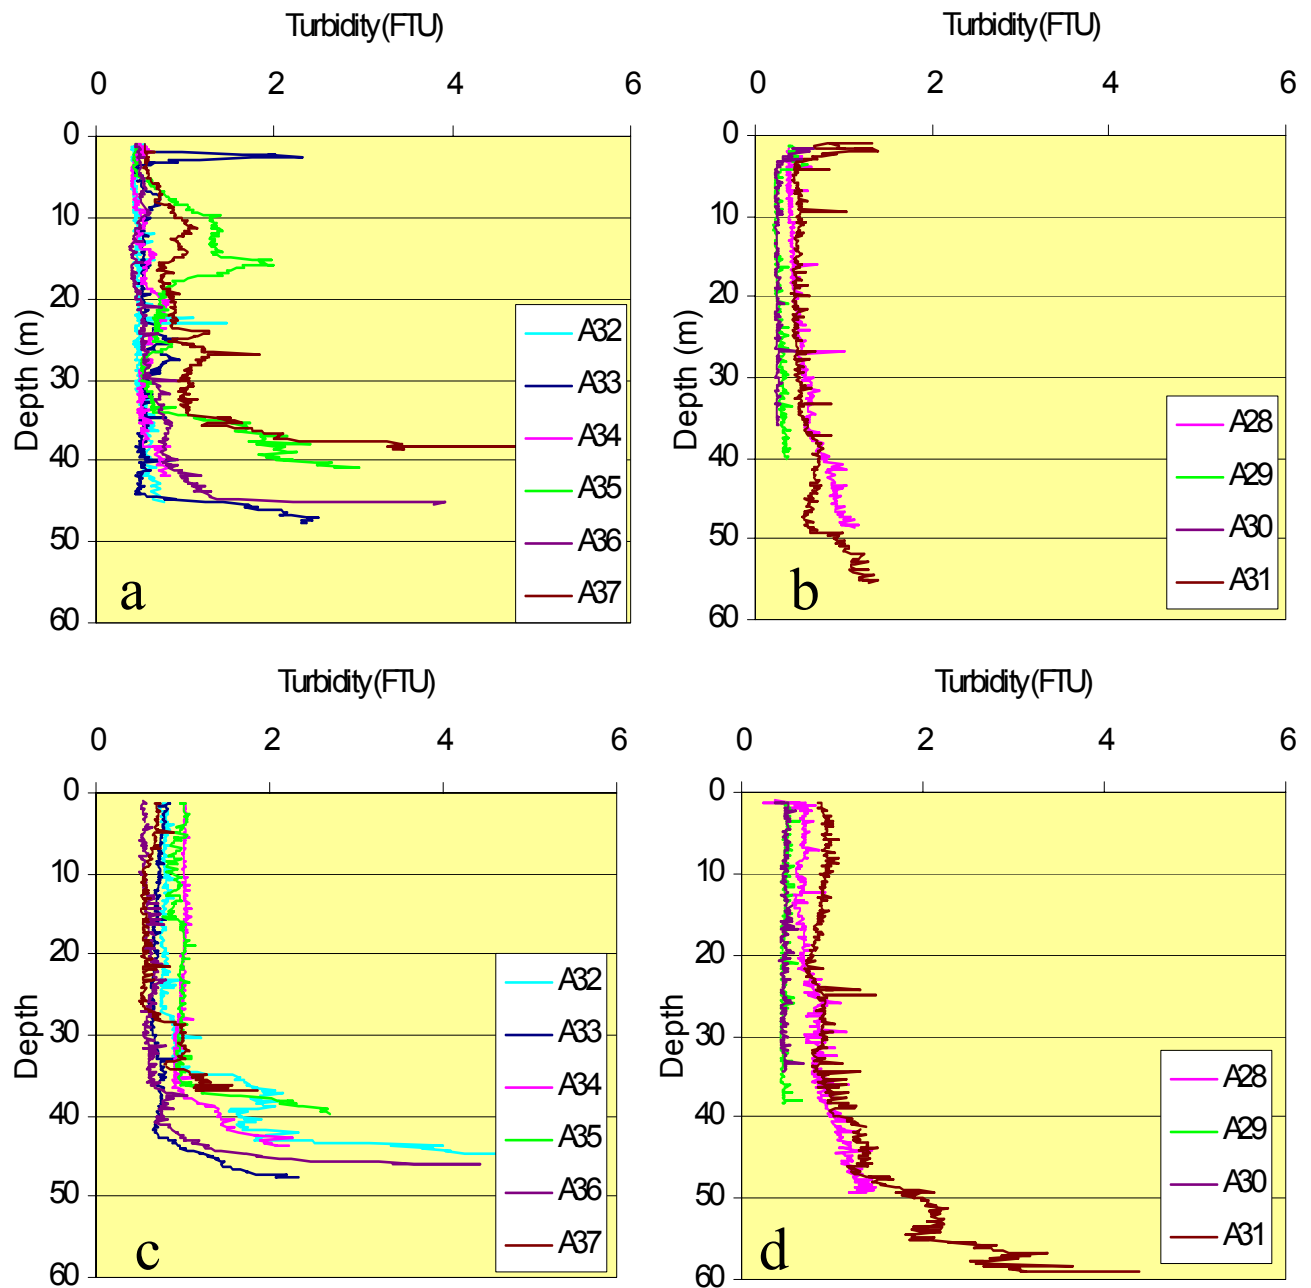 Turbidity (FTU)
0 2 4 6
0
10
20
30
40
50
60
Depth (m)
A32
A33
A34
A35
A36
A37
a
Turbidity (FTU)
0 2 4 6
0
10
20
30
40
50
60
Depth (m)
A28
A29
A30
A31
b
Turbidity (FTU)
0 2 4 6
0
10
20
30
40
50
60
Depth
A32
A33
A34
A35
A36
A37
c
Turbidity (FTU)
0 2 4 6
0
10
20
30
40
50
60
Depth
A28
A29
A30
A31
d